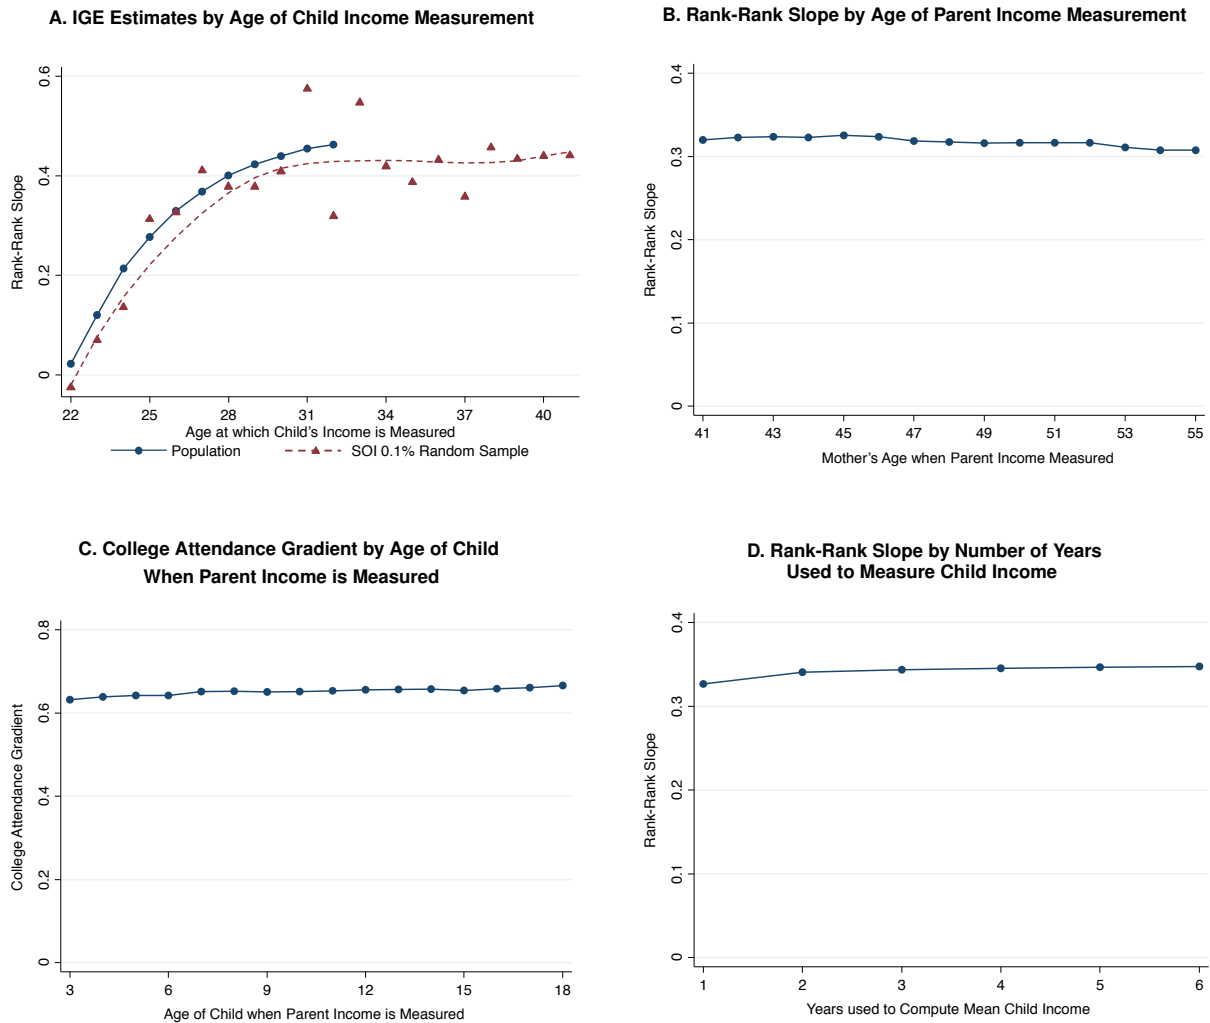 A. IGE Estimates by Age of Child Income Measurement
Rank-Rank Slope
0.6
0.4
0.2
0
22 25 28 31 34 37 40
Age at which Child's Income is Measured
Population SOI 0.1% Random Sample
B. Rank-Rank Slope by Age of Parent Income Measurement
Rank-Rank Slope
0.4
0.3
0.2
0.1
0
41 43 45 47 49 51 53 55
Mother's Age when Parent Income Measured
C. College Attendance Gradient by Age of Child
When Parent Income is Measured
College Attendance Gradient
0.8
0.6
0.4
0.2
0
3 6 9 12 15 18
Age of Child when Parent Income is Measured
D. Rank-Rank Slope by Number of Years
Used to Measure Child Income
Rank-Rank Slope
0.4
0.3
0.2
0.1
0
1 2 3 4 5 6
Years used to Compute Mean Child Income